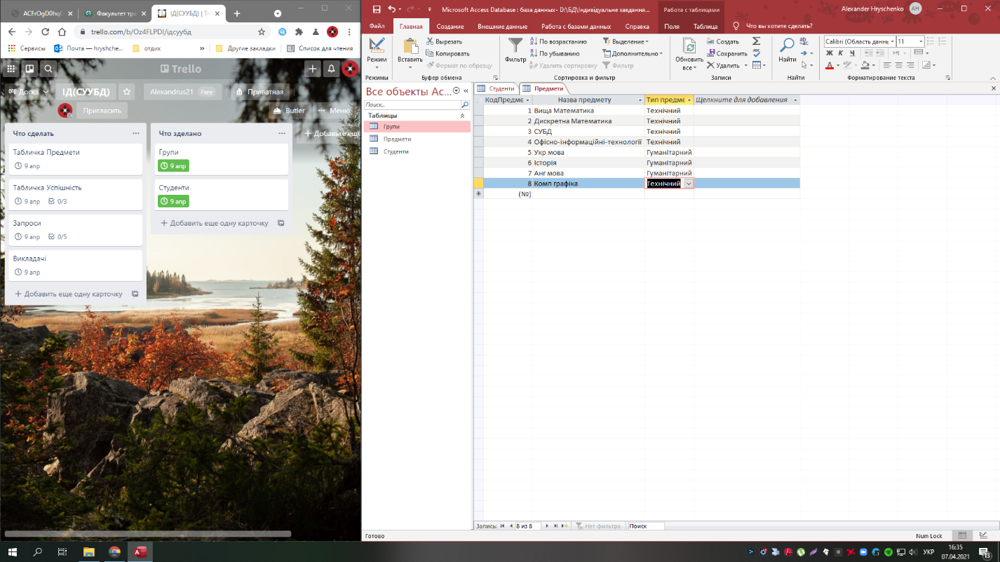 ACFrOgD0hqC
Факультет тра
ІД(СУУБД) | Tr
trello.com/b/Oz4FLPDI/ідсуубд
Сервисы
Почта — hryshche...
отдих
»
Другие закладки
Список для чтения
Trello
Доска
ІД(СУУБД)
Alexandrus21 Free
Приватная
Пригласить
Butler
Меню
Что сделать
Табличка Предмети
9 апр
Табличка Успішність
9 апр 0/3
Запроси
9 апр 0/5
Викладачі
9 апр
+ Добавить еще одну карточку
Что зделано
Групи
9 апр
Студенти
9 апр
+ Добавить еще одну карточку
+ Добавьте еще
Microsoft Access Database : база данных- D:\БД\Індивідуальне завдання...
Работа с таблицами
Alexander Hryschenko AH
Файл Главная Создание Внешние данные Работа с базами данных Справка Поля Таблица Что вы хотите сделать?
Режим
Режимы
Вставить
Вырезать
Копировать
Формат по образцу
Буфер обмена
Фильтр
По возрастанию
По убыванию
Удалить сортировку
Выделение
Дополнительно
Фильтр
Сортировка и фильтр
Обновить все
Создать
Сохранить
Удалить
Записи
Найти
Найти
Calibri (Область данн 11
Ж К Ч
Форматирование текста
Все объекты Ac...
Поиск...
Таблицы
Групи
Предмети
Студенти
Студенти Предмети
КодПредме Назва предмету Тип предме Щелкните для добавления
1 Вища Математика Технічний
2 Дискретна Математика Технічний
3 СУБД Технічний
4 Офісно-інформаційні-технології Технічний
5 Укр мова Гуманітарний
6 Історія Гуманітарний
7 Анг мова Гуманітарний
8 Комп графіка Технічний
(№)
Запись: 8 из 8 Нет фильтра Поиск
Готово
Num Lock
УКР
16:35
07.04.2021
13